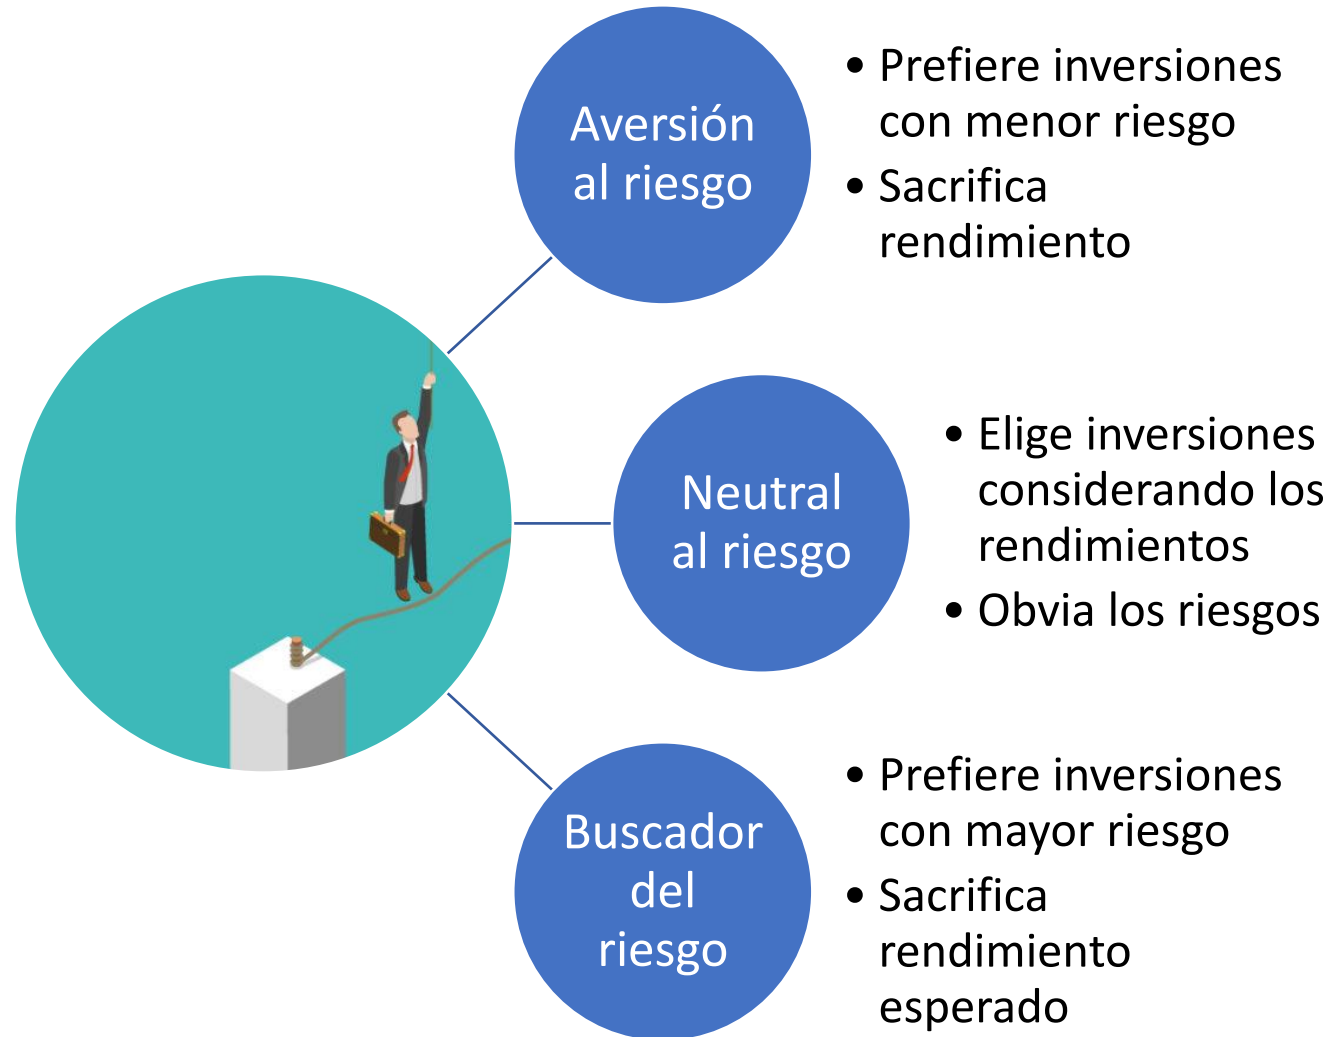 Aversión
al riesgo
• Prefiere inversiones
con menor riesgo
• Sacrifica
rendimiento
Neutral
al riesgo
• Elige inversiones
considerando los
rendimientos
• Obvia los riesgos
Buscador
del
riesgo
• Prefiere inversiones
con mayor riesgo
• Sacrifica
rendimiento
esperado